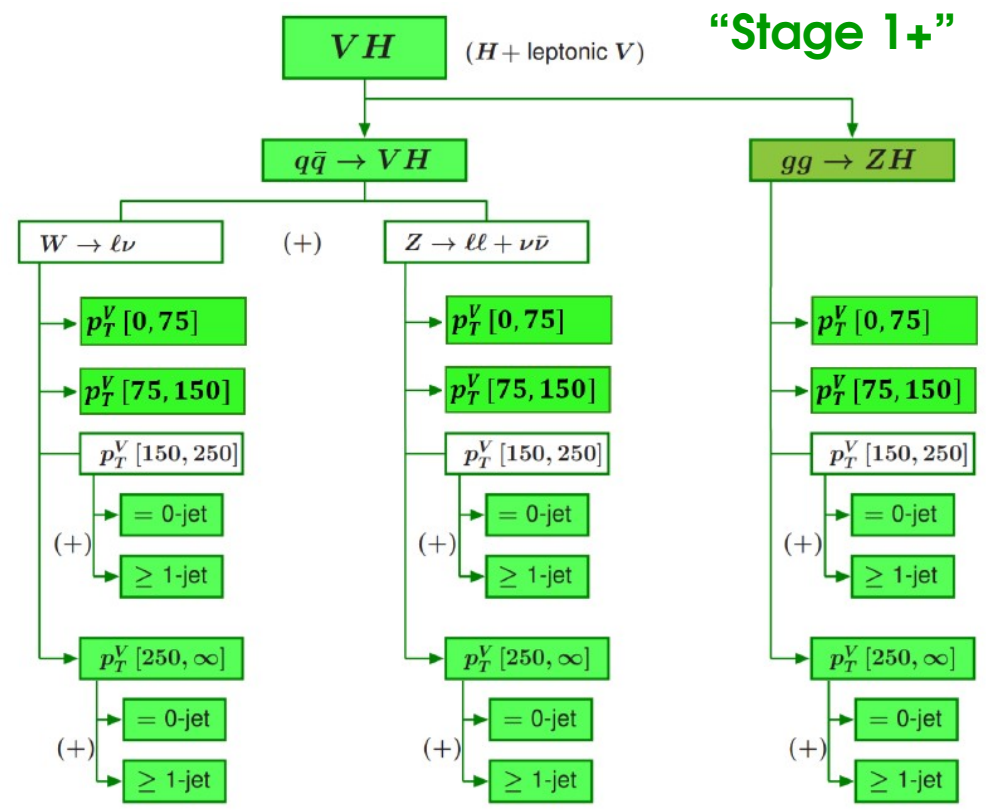 “Stage 1+”
VH
(H+ leptonic V)
qq̄ → VH
gg → ZH
W → ℓν
(+)
Z → ℓℓ + νν̄
p_T^V [0, 75]
p_T^V [75, 150]
p_T^V [150, 250]
= 0-jet
(+)
≥ 1-jet
p_T^V [250, ∞]
= 0-jet
(+)
≥ 1-jet
p_T^V [0, 75]
p_T^V [75, 150]
p_T^V [150, 250]
= 0-jet
(+)
≥ 1-jet
p_T^V [250, ∞]
= 0-jet
(+)
≥ 1-jet
p_T^V [0, 75]
p_T^V [75, 150]
p_T^V [150, 250]
= 0-jet
(+)
≥ 1-jet
p_T^V [250, ∞]
= 0-jet
(+)
≥ 1-jet